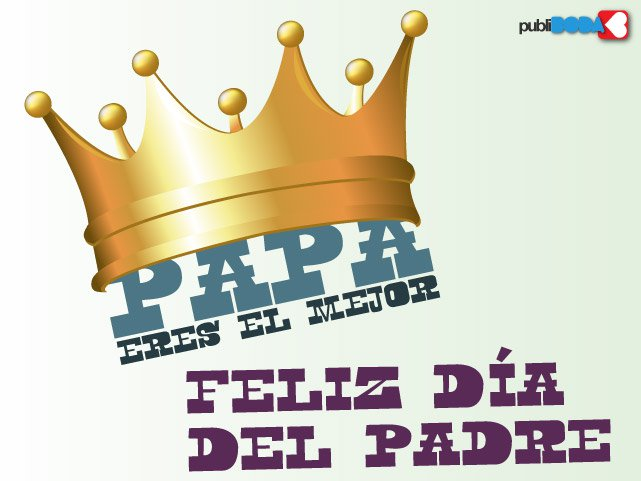 publiBODA
PAPA
ERES EL MEJOR
FELIZ DÍA
DEL PADRE